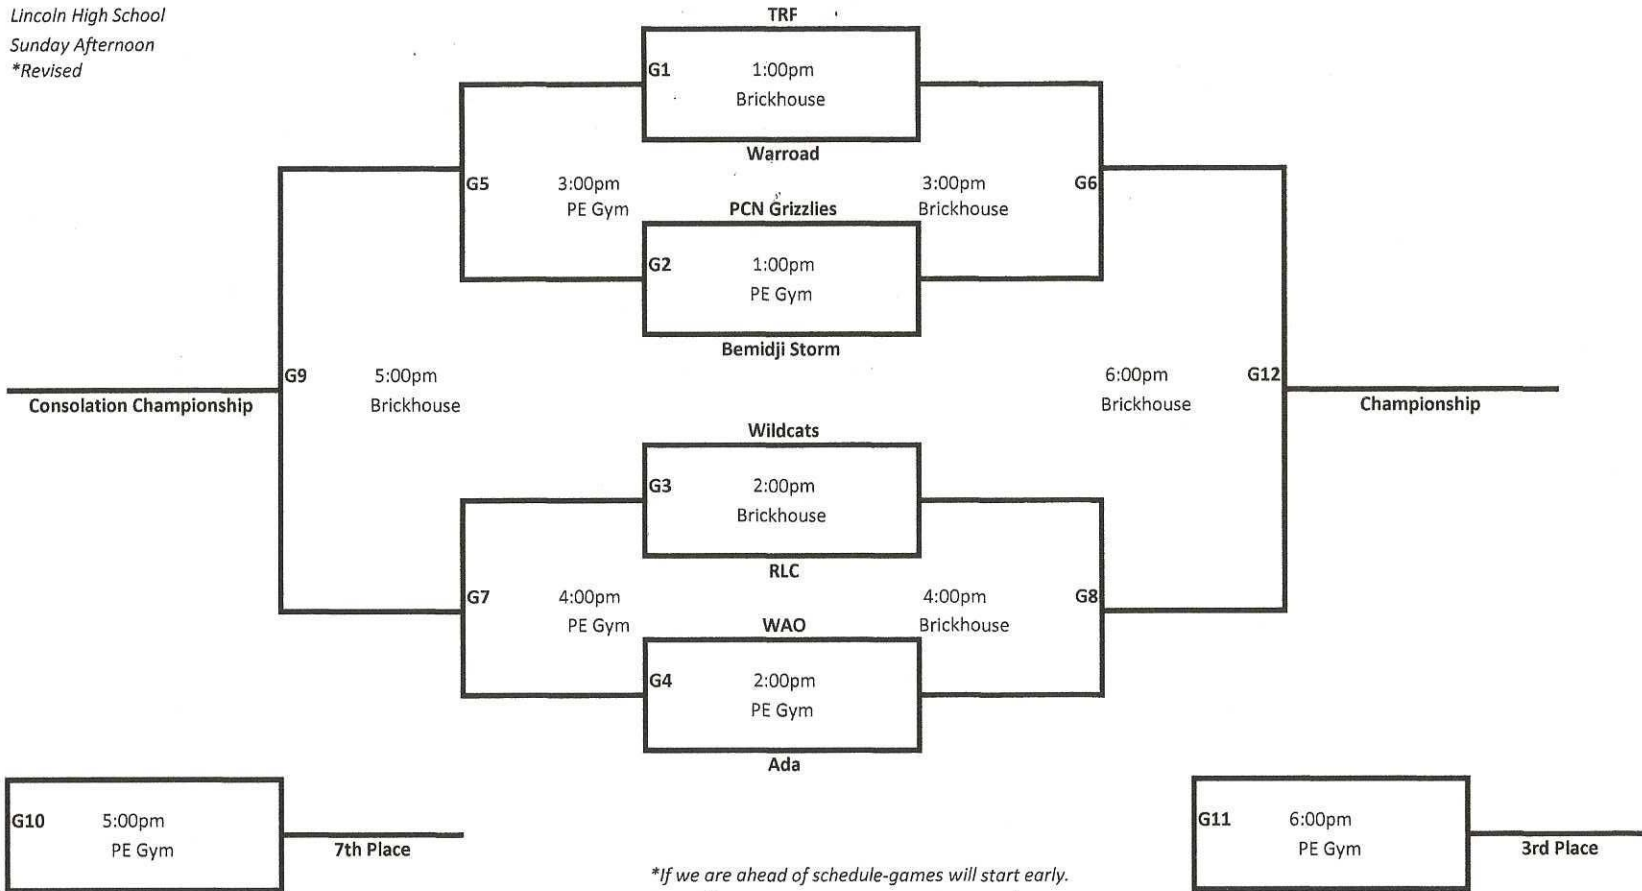 Lincoln High School
Sunday Afternoon
*Revised
TRF
G1 1:00pm
Brickhouse
Warroad
G5 3:00pm
PE Gym
3:00pm G6
Brickhouse
PCN Grizzlies
G2 1:00pm
PE Gym
Bemidji Storm
G9 5:00pm
Brickhouse
Consolation Championship
6:00pm G12
Brickhouse
Championship
Wildcats
G3 2:00pm
Brickhouse
RLC
G7 4:00pm
PE Gym
4:00pm G8
Brickhouse
WAO
G4 2:00pm
PE Gym
Ada
G10 5:00pm
PE Gym
7th Place
G11 6:00pm
PE Gym
3rd Place
*If we are ahead of schedule-games will start early.